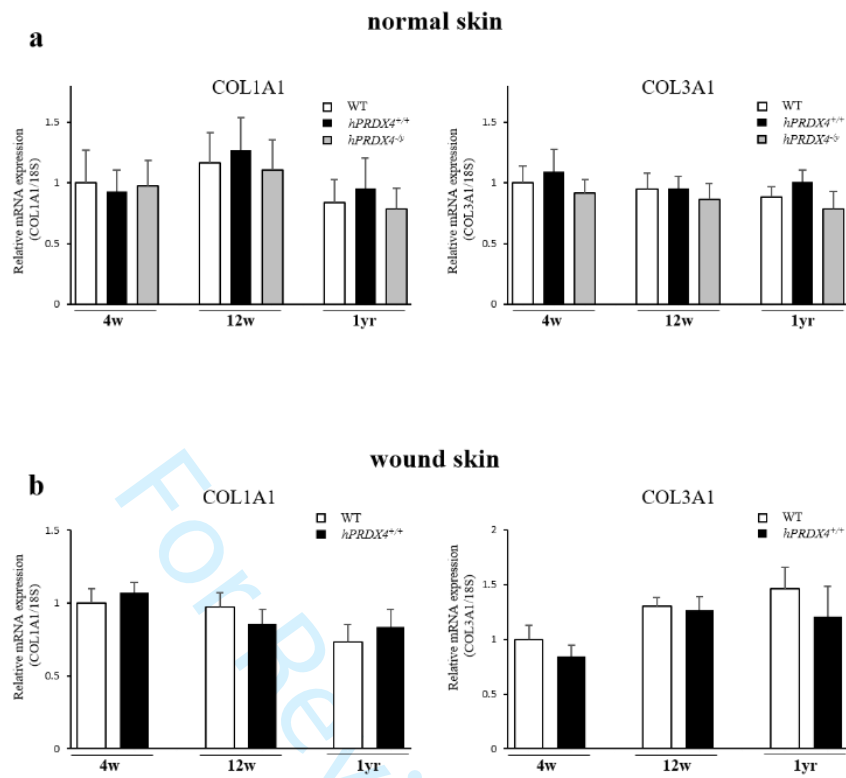 normal skin
a
COL1A1
WT
hPRDX4+/+
hPRDX4-/y
Relative mRNA expression
(COL1A1/18S)
1.5
1
0.5
0
4w
12w
1yr
COL3A1
WT
hPRDX4+/+
hPRDX4-/y
Relative mRNA expression
(COL3A1/18S)
1.5
1
0.5
0
4w
12w
1yr
wound skin
b
COL1A1
WT
hPRDX4+/+
Relative mRNA expression
(COL1A1/18S)
1.5
1
0.5
0
4w
12w
1yr
COL3A1
WT
hPRDX4+/+
Relative mRNA expression
(COL3A1/18S)
2
1.5
1
0.5
0
4w
12w
1yr
For Revi